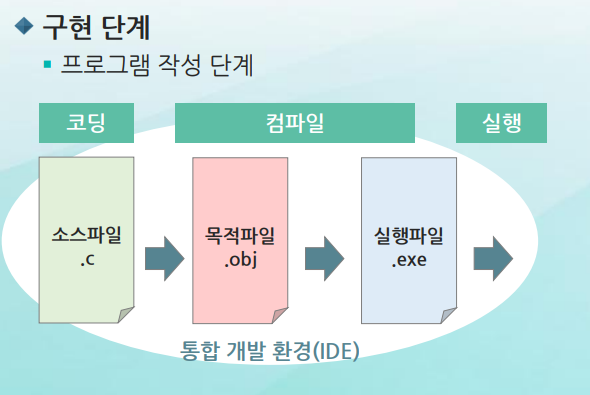 구현 단계
프로그램 작성 단계
코딩
컴파일
실행
소스파일
.c
목적파일
.obj
실행파일
.exe
통합 개발 환경(IDE)